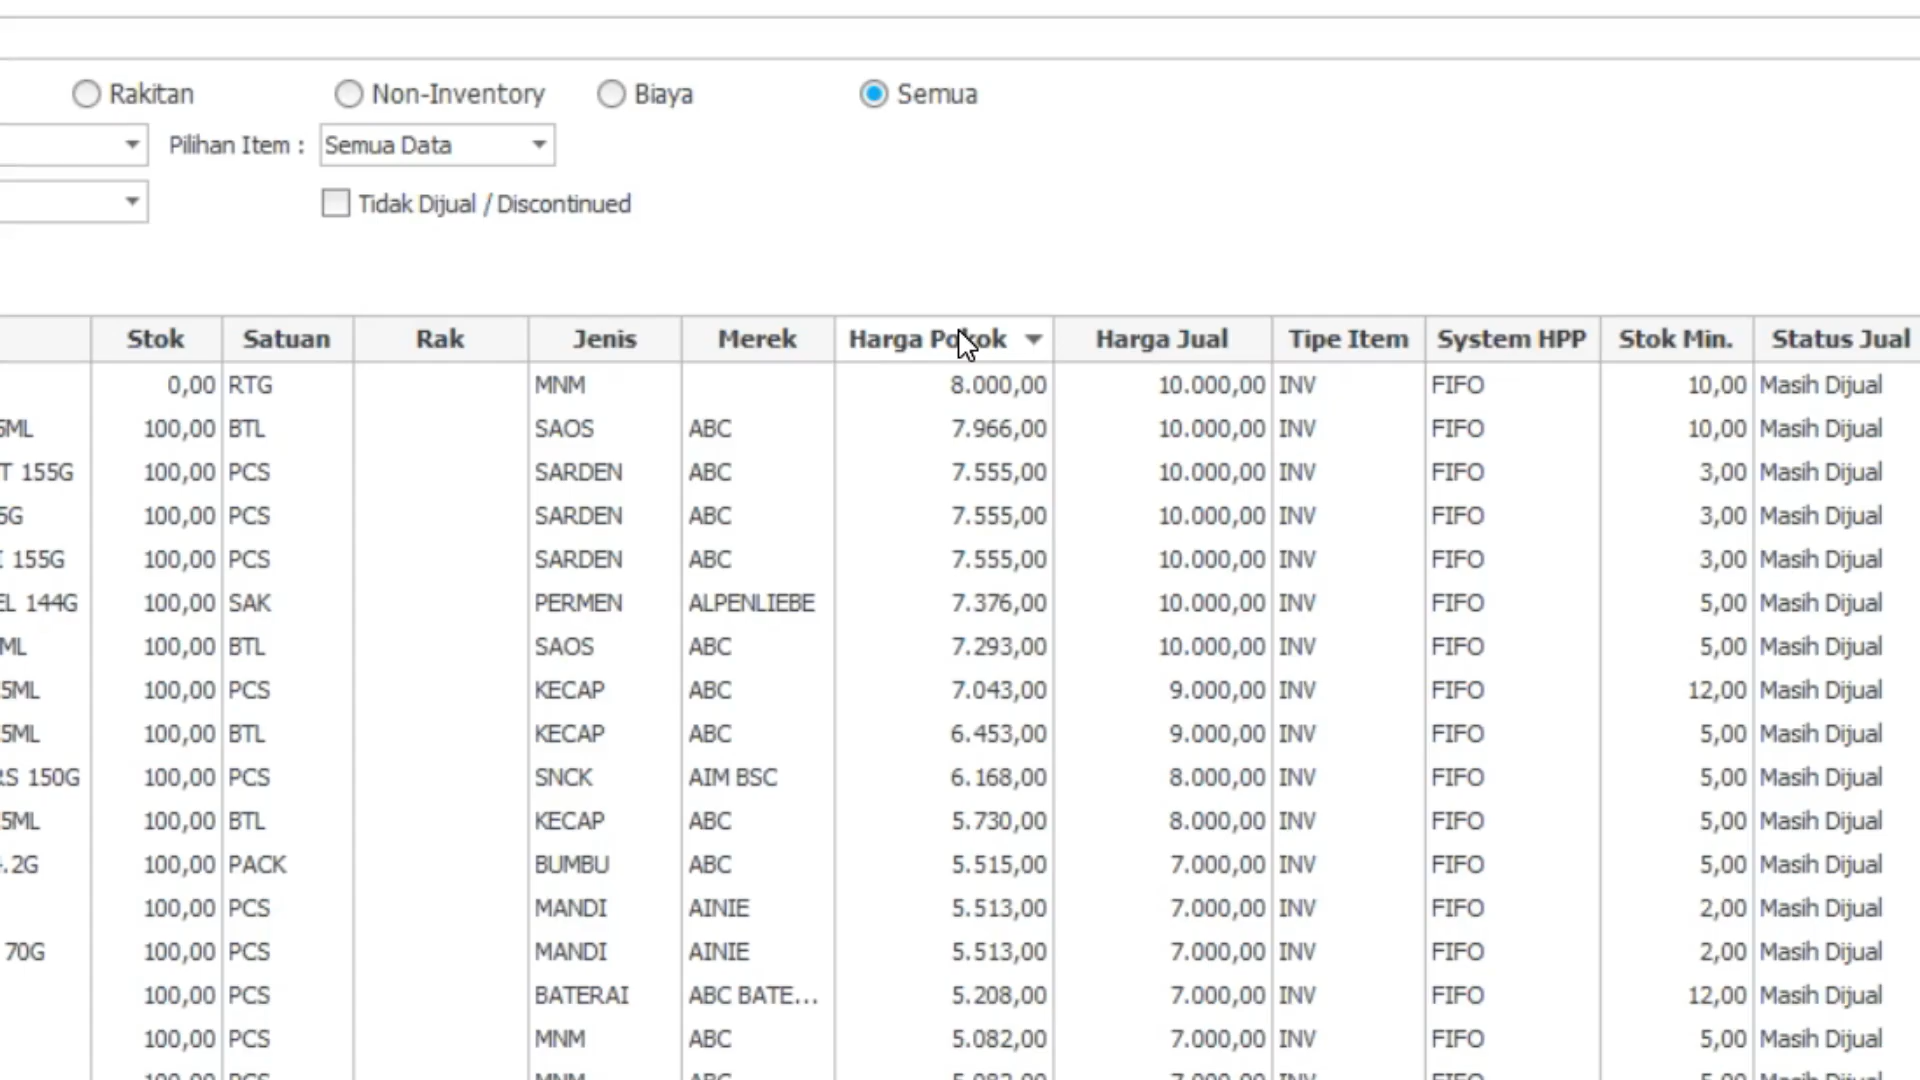 Rakitan Non-Inventory Biaya Semua
Pilihan Item : Semua Data
Tidak Dijual / Discontinued
Stok Satuan Rak Jenis Merek Harga Pokok Harga Jual Tipe Item System HPP Stok Min. Status Jual
0,00 RTG MNM 8.000,00 10.000,00 INV FIFO 10,00 Masih Dijual
5ML 100,00 BTL SAOS ABC 7.966,00 10.000,00 INV FIFO 10,00 Masih Dijual
T 155G 100,00 PCS SARDEN ABC 7.555,00 10.000,00 INV FIFO 3,00 Masih Dijual
5G 100,00 PCS SARDEN ABC 7.555,00 10.000,00 INV FIFO 3,00 Masih Dijual
I 155G 100,00 PCS SARDEN ABC 7.555,00 10.000,00 INV FIFO 3,00 Masih Dijual
EL 144G 100,00 SAK PERMEN ALPENLIEBE 7.376,00 10.000,00 INV FIFO 5,00 Masih Dijual
ML 100,00 BTL SAOS ABC 7.293,00 10.000,00 INV FIFO 5,00 Masih Dijual
5ML 100,00 PCS KECAP ABC 7.043,00 9.000,00 INV FIFO 12,00 Masih Dijual
5ML 100,00 BTL KECAP ABC 6.453,00 9.000,00 INV FIFO 5,00 Masih Dijual
RS 150G 100,00 PCS SNCK AIM BSC 6.168,00 8.000,00 INV FIFO 5,00 Masih Dijual
5ML 100,00 BTL KECAP ABC 5.730,00 8.000,00 INV FIFO 5,00 Masih Dijual
.2G 100,00 PACK BUMBU ABC 5.515,00 7.000,00 INV FIFO 5,00 Masih Dijual
100,00 PCS MANDI AINIE 5.513,00 7.000,00 INV FIFO 2,00 Masih Dijual
70G 100,00 PCS MANDI AINIE 5.513,00 7.000,00 INV FIFO 2,00 Masih Dijual
100,00 PCS BATERAI ABC BATE... 5.208,00 7.000,00 INV FIFO 12,00 Masih Dijual
100,00 PCS MNM ABC 5.082,00 7.000,00 INV FIFO 5,00 Masih Dijual